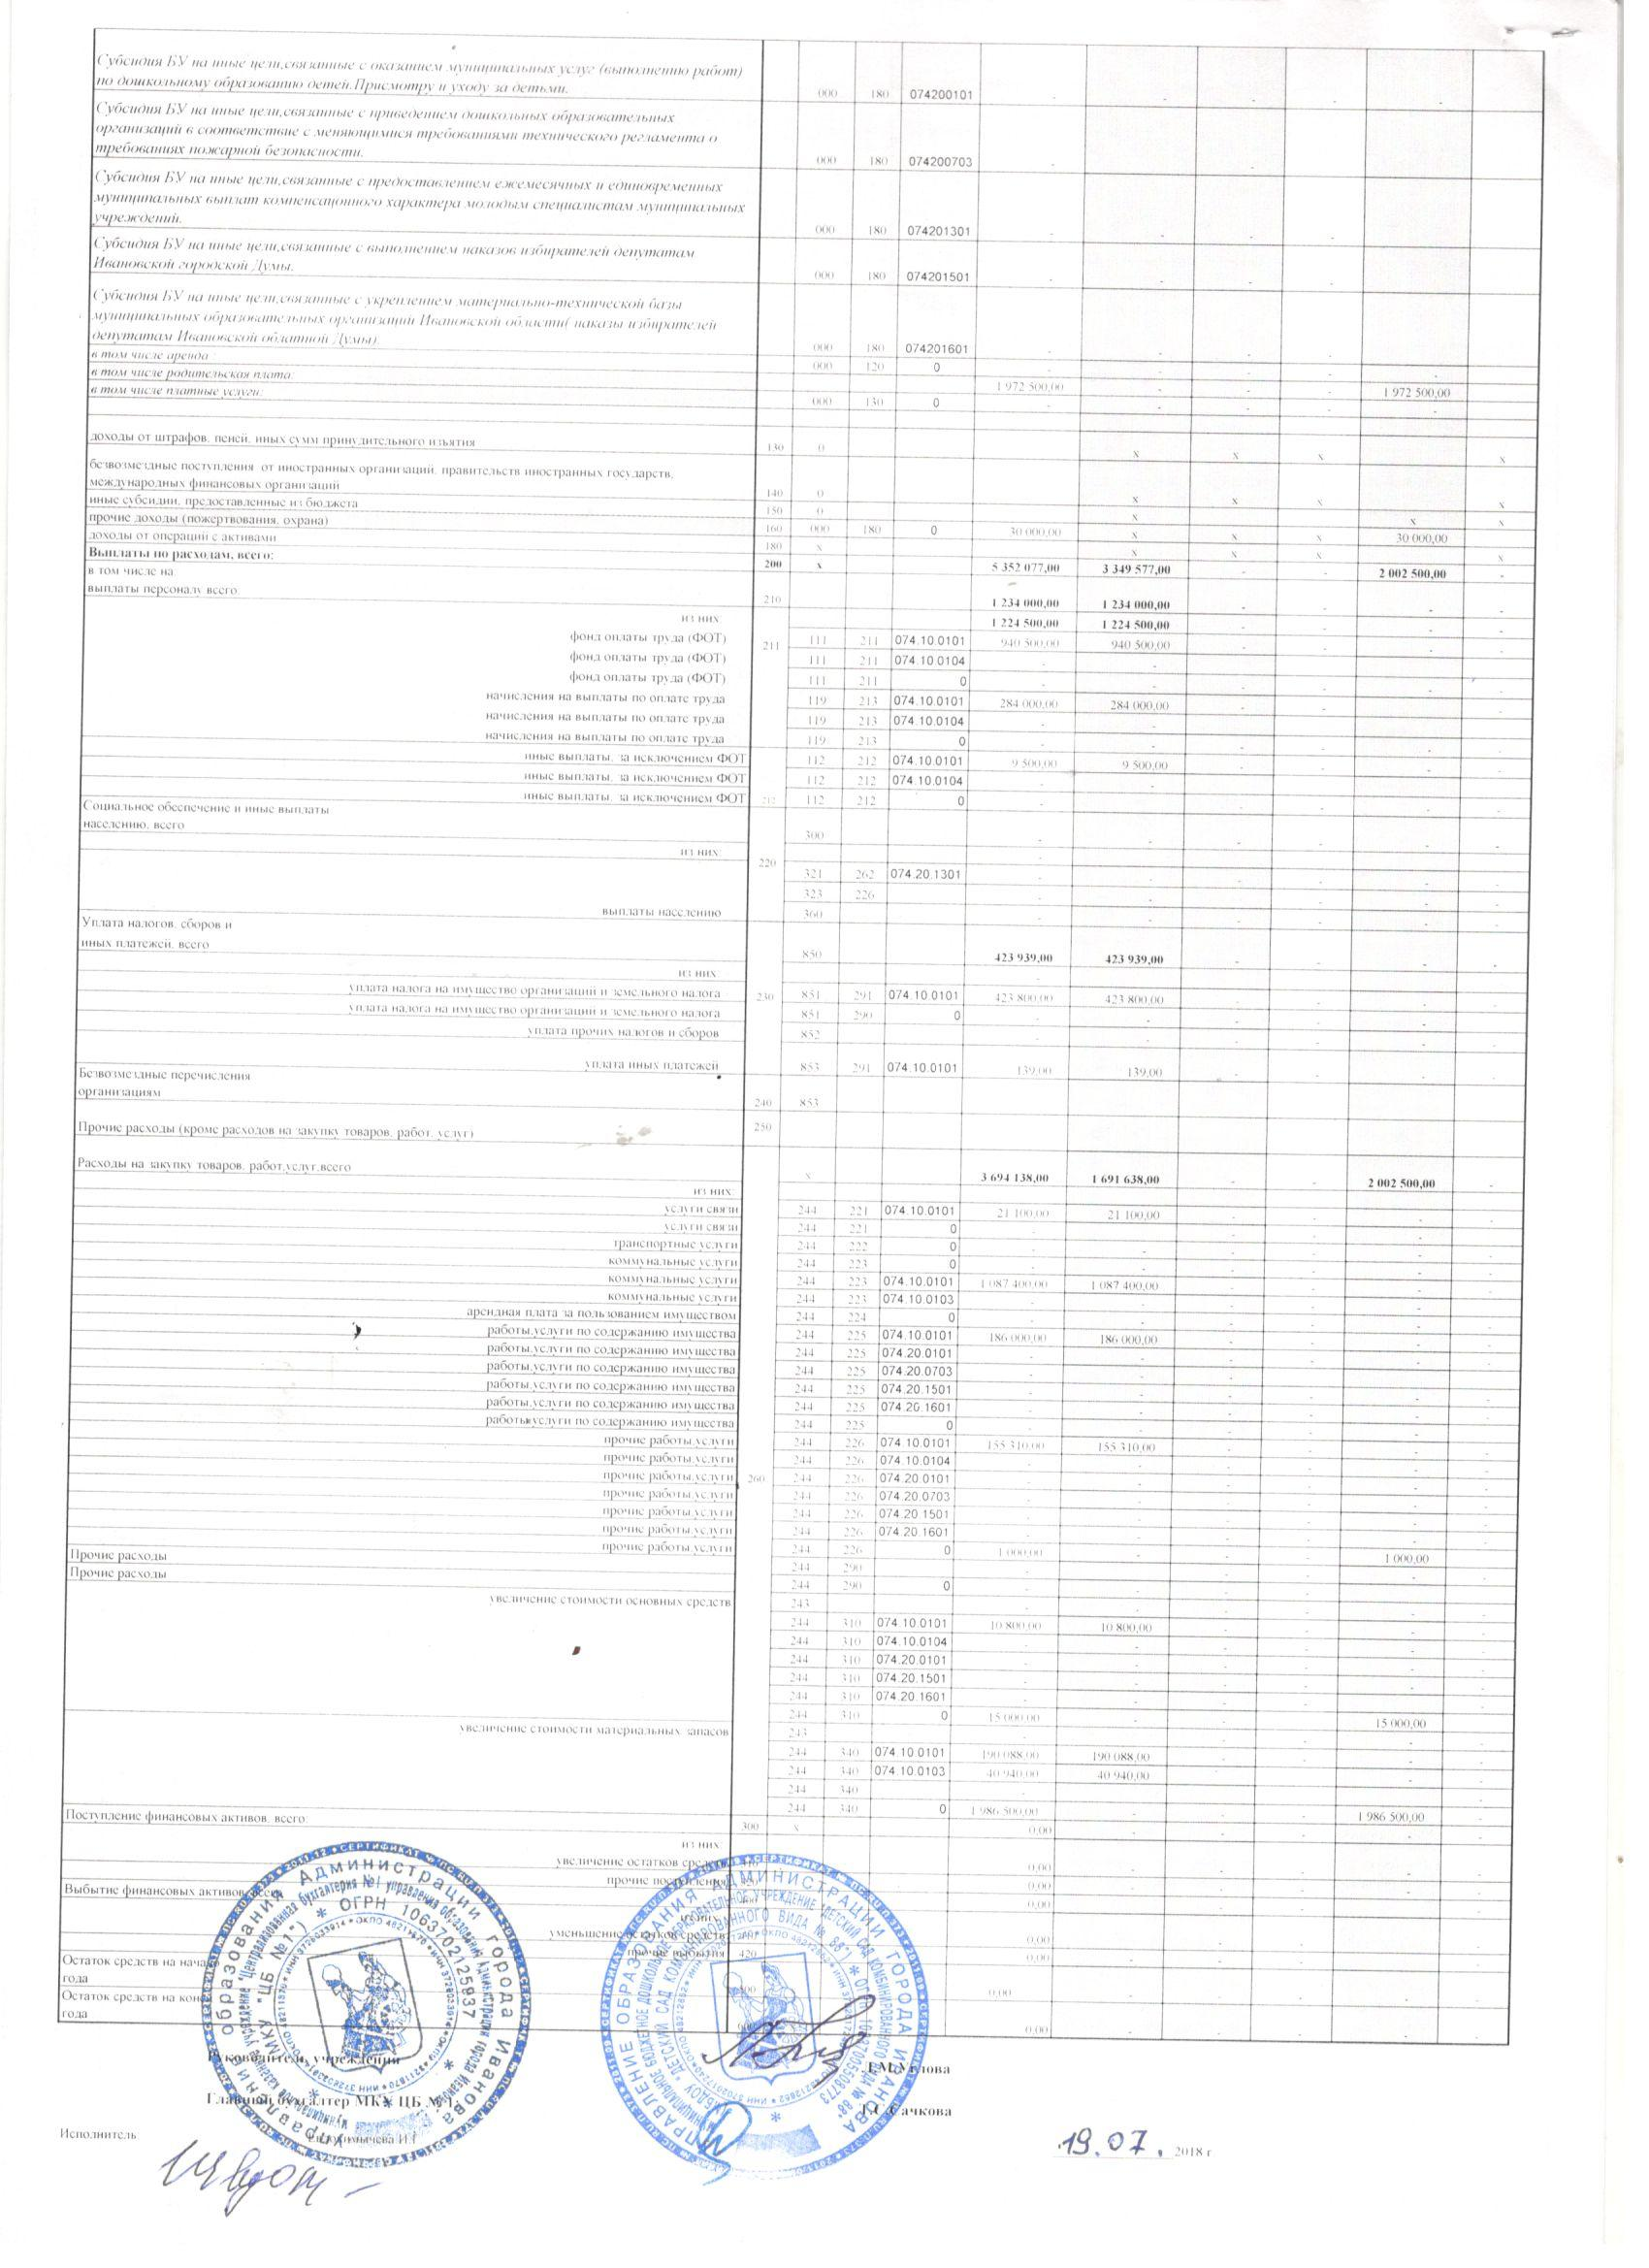 Субсидия БУ на иные цели,связанные с оказанием муниципальных услуг (выполнению работ)
по дошкольному образованию детей.Присмотру и уходу за детьми. 000 180 074200101 - - - - - -
Субсидия БУ на иные цели,связанные с приведением дошкольных образовательных
организаций в соответствие с меняющимися требованиями технического регламента о
требованиях пожарной безопасности. 000 180 074200703 - - - - - -
Субсидия БУ на иные цели,связанные с предоставлением ежемесячных и единовременных
муниципальных выплат компенсационного характера молодым специалистам муниципальных
учреждений. 000 180 074201301 - - - - - -
Субсидия БУ на иные цели,связанные с выполнением наказов избирателей депутатам
Ивановской городской Думы. 000 180 074201501 - - - - - -
Субсидия БУ на иные цели,связанные с укреплением материально-технической базы
муниципальных образовательных организаций Ивановской области( наказы избирателей
депутатам Ивановской облатной Думы). 000 180 074201601 - - - - - -
в том числе аренда : 000 120 0 - - - - - -
в том числе родительская плата: 1 972 500,00 - - - 1 972 500,00 -
в том числе платные услуги: 000 130 0 - - - - - -
доходы от штрафов, пеней, иных сумм принудительного изъятия 130 0 x x x x
безвозмездные поступления от иностранных организаций, правительств иностранных государств,
международных финансовых организаций 140 0 x x x x
иные субсидии, предоставленные из бюджета 150 0 x x x
прочие доходы (пожертвования, охрана) 160 000 180 0 30 000,00 x x x 30 000,00
доходы от операций с активами 180 x x x x x
Выплаты по расходам, всего: 200 x 5 352 077,00 3 349 577,00 - - 2 002 500,00 -
в том числе на:
выплаты персоналу всего: 210 1 234 000,00 1 234 000,00 - - - -
из них: 1 224 500,00 1 224 500,00 - - - -
фонд оплаты труда (ФОТ) 211 111 211 074.10.0101 940 500,00 940 500,00 - - - -
фонд оплаты труда (ФОТ) 111 211 074.10.0104 - - - - - -
фонд оплаты труда (ФОТ) 111 211 0 - - - - - -
начисления на выплаты по оплате труда 119 213 074.10.0101 284 000,00 284 000,00 - - - -
начисления на выплаты по оплате труда 119 213 074.10.0104 - - - - - -
начисления на выплаты по оплате труда 119 213 0 - - - - - -
иные выплаты, за исключением ФОТ 112 212 074.10.0101 9 500,00 9 500,00 - - - -
иные выплаты, за исключением ФОТ 112 212 074.10.0104 - - - - - -
иные выплаты, за исключением ФОТ 212 112 212 0 - - - - - -
Социальное обеспечение и иные выплаты
населению, всего 300 - - - - - -
из них: 220 - - - - - -
321 262 074.20.1301 - - - - - -
323 226 - - - - - -
выплаты населению 360 - - - - - -
Уплата налогов, сборов и
иных платежей, всего 850 423 939,00 423 939,00 - - - -
из них: - - - - - -
уплата налога на имущество организаций и земельного налога 230 851 291 074.10.0101 423 800,00 423 800,00 - - - -
уплата налога на имущество организаций и земельного налога 851 290 0 - - - - - -
уплата прочих налогов и сборов 852 - - - - - -
уплата иных платежей 853 291 074.10.0101 139,00 139,00 - - - -
Безвозмездные перечисления
организациям 240 853
Прочие расходы (кроме расходов на закупку товаров, работ, услуг) 250
Расходы на закупку товаров, работ,услуг,всего x 3 694 138,00 1 691 638,00 - - 2 002 500,00 -
из них:
услуги связи 244 221 074.10.0101 21 100,00 21 100,00 - - - -
услуги связи 244 221 0 - - - - - -
транспортные услуги 244 222 0 - - - - - -
коммунальные услуги 244 223 0 - - - - - -
коммунальные услуги 244 223 074.10.0101 1 087 400,00 1 087 400,00 - - - -
коммунальные услуги 244 223 074.10.0103 - - - - - -
арендная плата за пользованием имуществом 244 224 0 - - - - - -
работы,услуги по содержанию имущества 244 225 074.10.0101 186 000,00 186 000,00 - - - -
работы,услуги по содержанию имущества 244 225 074.20.0101 - - - - - -
работы,услуги по содержанию имущества 244 225 074.20.0703 - - - - - -
работы,услуги по содержанию имущества 244 225 074.20.1501 - - - - - -
работы,услуги по содержанию имущества 244 225 074.20.1601 - - - - - -
работы,услуги по содержанию имущества 244 225 0 - - - - - -
прочие работы,услуги 244 226 074.10.0101 155 310,00 155 310,00 - - - -
прочие работы,услуги 244 226 074.10.0104 - - - - - -
прочие работы,услуги 260 244 226 074.20.0101 - - - - - -
прочие работы,услуги 244 226 074.20.0703 - - - - - -
прочие работы,услуги 244 226 074.20.1501 - - - - - -
прочие работы,услуги 244 226 074.20.1601 - - - - - -
прочие работы,услуги 244 226 0 1 000,00 - - - 1 000,00 -
Прочие расходы 244 290 - - - - - -
Прочие расходы 244 290 0 - - - - - -
увеличение стоимости основных средств 243 - - - - - -
244 310 074.10.0101 10 800,00 10 800,00 - - - -
244 310 074.10.0104 - - - - - -
244 310 074.20.0101 - - - - - -
244 310 074.20.1501 - - - - - -
244 310 074.20.1601 - - - - - -
244 310 0 15 000,00 - - - 15 000,00 -
увеличение стоимости материальных запасов 243 - - - - - -
244 340 074.10.0101 190 088,00 190 088,00 - - - -
244 340 074.10.0103 40 940,00 40 940,00 - - - -
244 340 - - - - - -
244 340 0 1 986 500,00 - - - 1 986 500,00 -
Поступление финансовых активов, всего: 300 x 0,00 - - - - -
из них:
увеличение остатков средств 0,00 - - - - -
прочие поступления 0,00 - - - - -
Выбытие финансовых активов, всего 400 0,00 - - - - -
уменьшение остатков средств 0,00 - - - - -
прочие выбытия 420 0,00 - - - - -
Остаток средств на начало
года 0,00 - - - - -
Остаток средств на конец
года 0,00 - - - - -
Руководитель учреждения
Главный бухгалтер МКУ ЦБ №1 Г.С.Сачкова
Исполнитель
19.07. 2018 г
Управление образования Администрации города Иванова
МКУ "ЦБ №1"
ОГРН 1063702125937
УПРАВЛЕНИЕ ОБРАЗОВАНИЯ АДМИНИСТРАЦИИ ГОРОДА ИВАНОВА